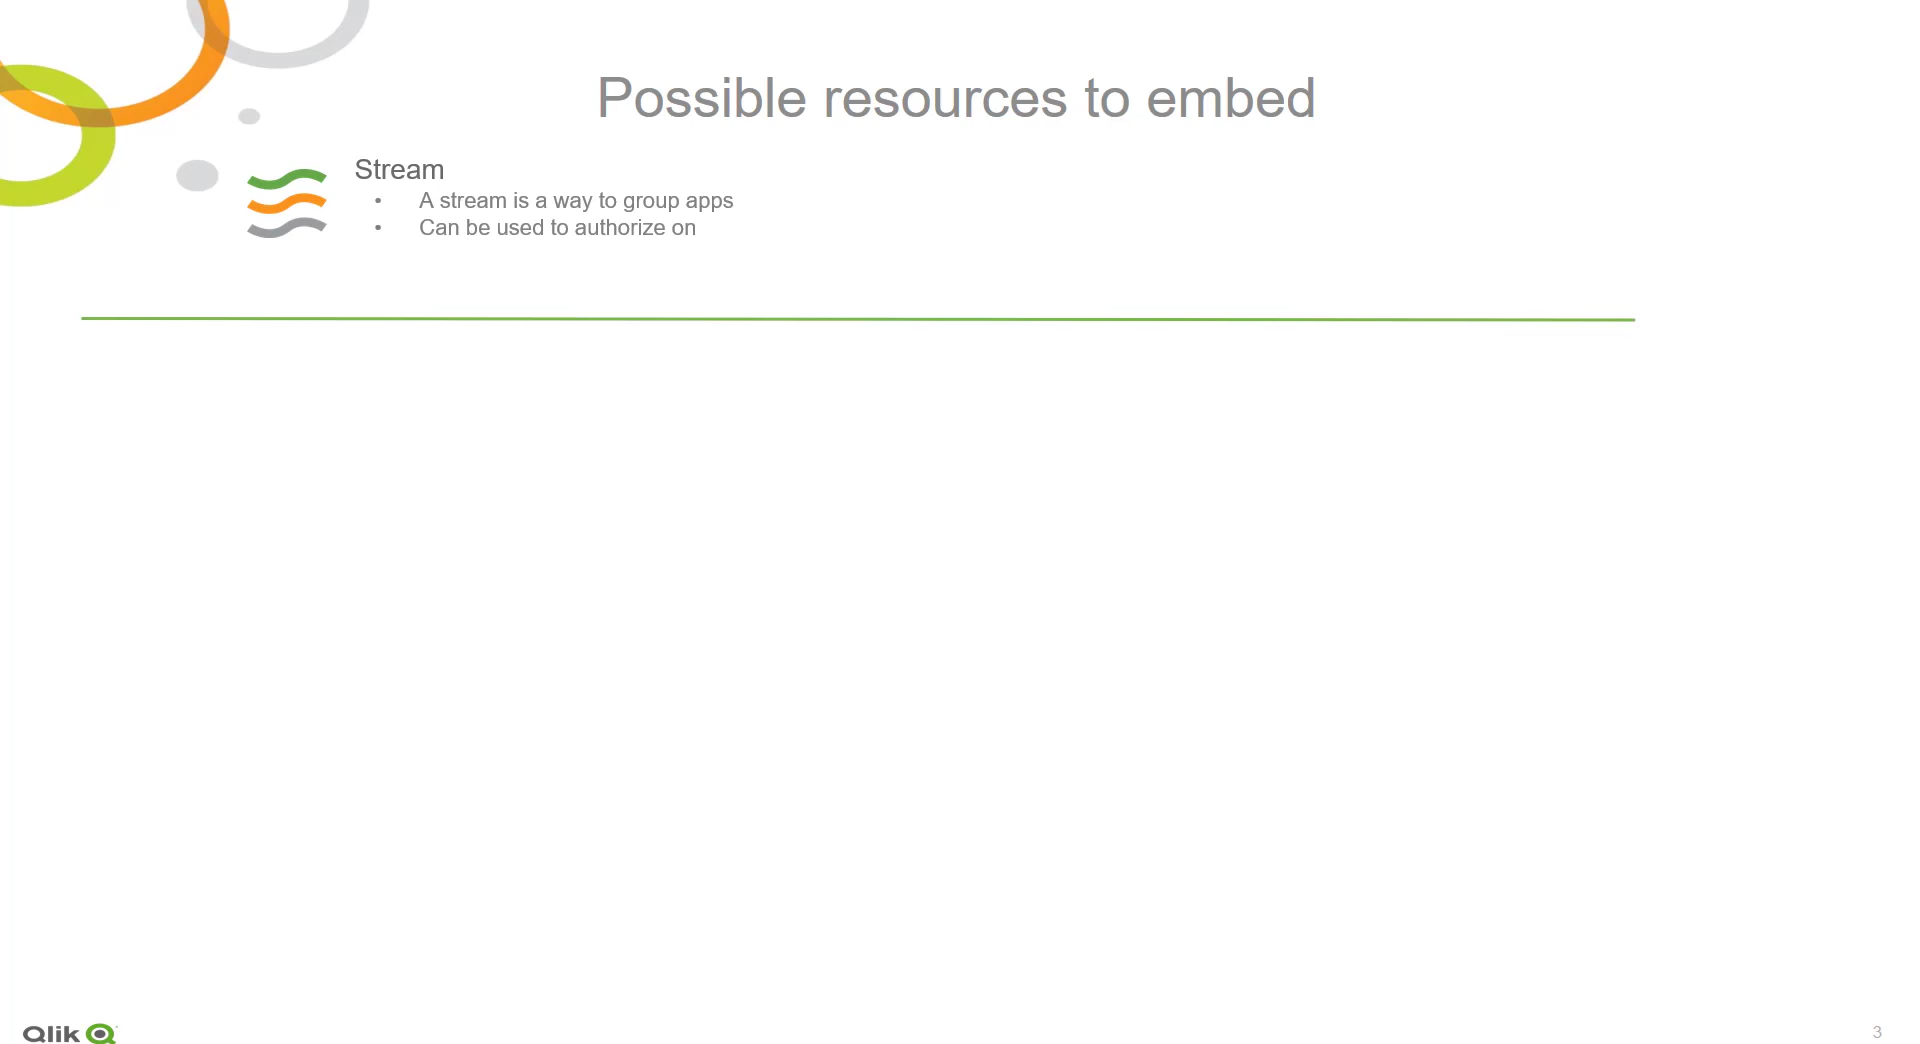 Possible resources to embed
Stream
• A stream is a way to group apps
• Can be used to authorize on
Qlik
3